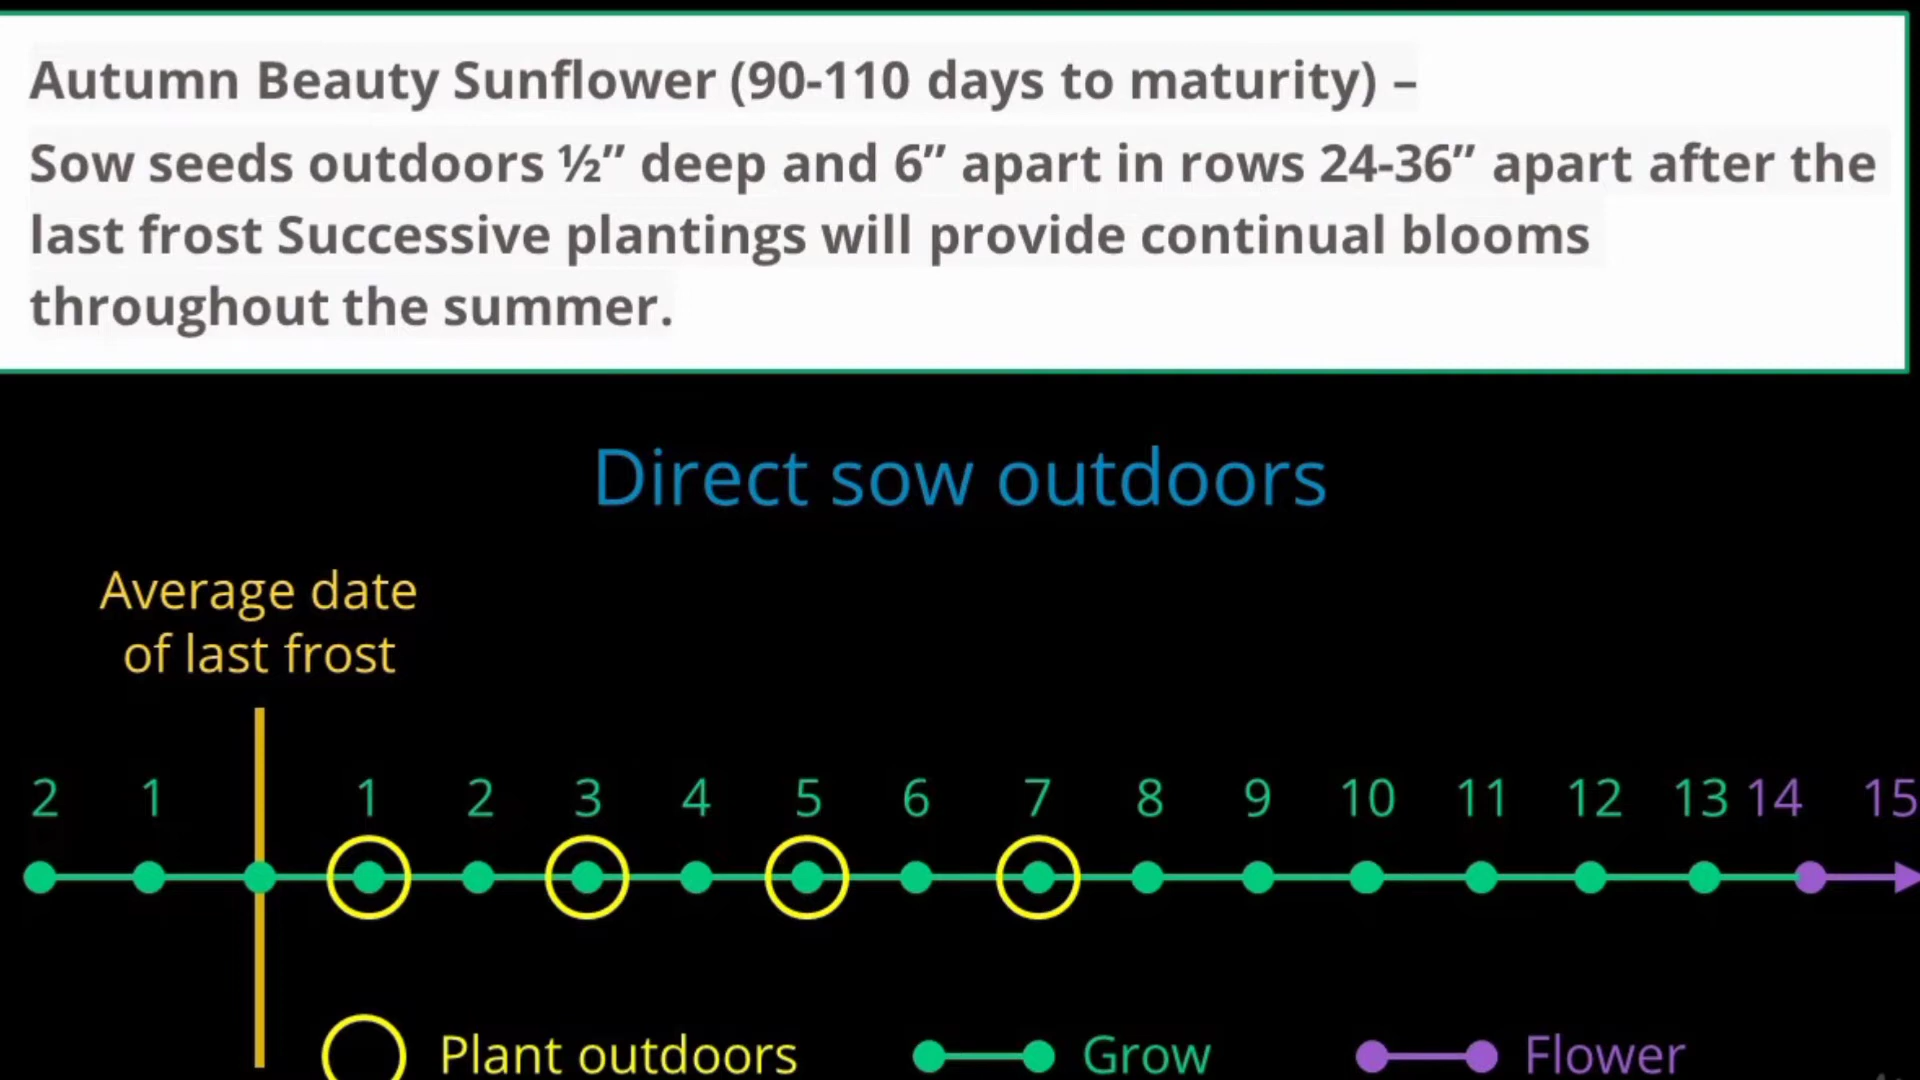 Autumn Beauty Sunflower (90-110 days to maturity) –
Sow seeds outdoors ½” deep and 6” apart in rows 24-36” apart after the
last frost Successive plantings will provide continual blooms
throughout the summer.
Direct sow outdoors
Average date
of last frost
2 1 1 2 3 4 5 6 7 8 9 10 11 12 13 14 15
Plant outdoors Grow Flower